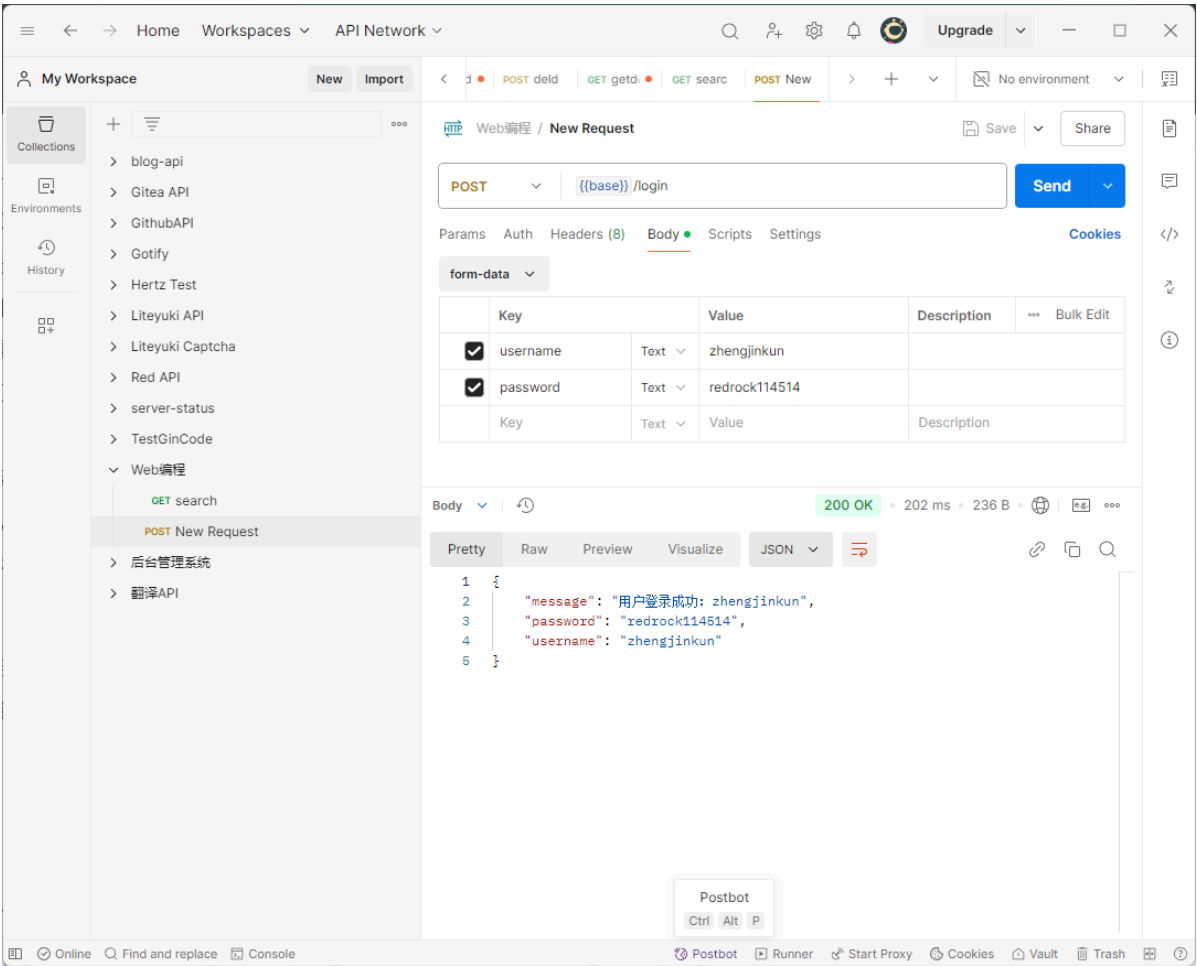 Home Workspaces API Network Upgrade
My Workspace New Import d POST deld GET getd GET searc POST New No environment
Collections
Environments
History
blog-api
Gitea API
GithubAPI
Gotify
Hertz Test
Liteyuki API
Liteyuki Captcha
Red API
server-status
TestGinCode
Web编程
GET search
POST New Request
后台管理系统
翻译API
HTTP Web编程 / New Request Save Share
POST {{base}} /login Send
Params Auth Headers (8) Body Scripts Settings Cookies
form-data
Key Value Description Bulk Edit
username Text zhengjinkun
password Text redrock114514
Key Text Value Description
Body 200 OK 202 ms 236 B e.g.
Pretty Raw Preview Visualize JSON
1 {
2 "message": "用户登录成功: zhengjinkun",
3 "password": "redrock114514",
4 "username": "zhengjinkun"
5 }
Postbot
Ctrl Alt P
Online Find and replace Console Postbot Runner Start Proxy Cookies Vault Trash